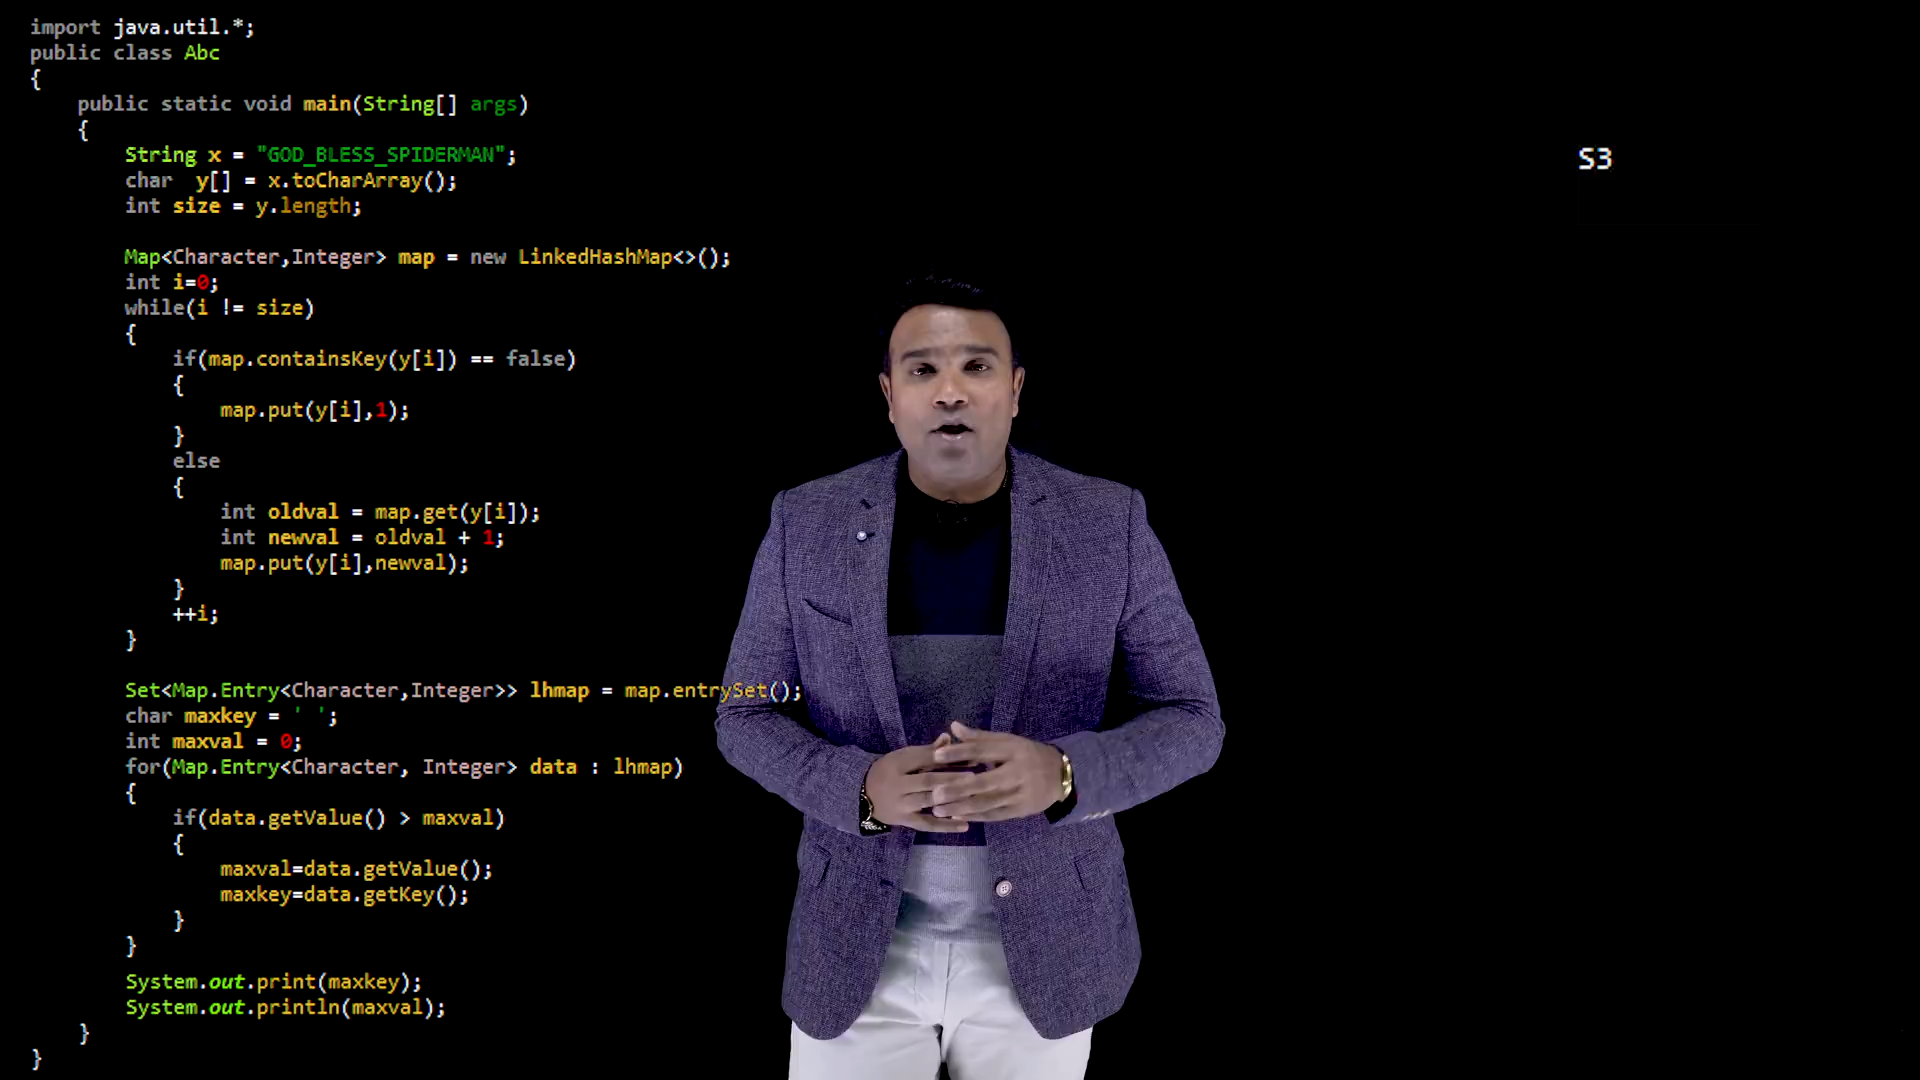 import java.util.*;
public class Abc
{
    public static void main(String[] args)
    {
        String x = "GOD_BLESS_SPIDERMAN";
        char  y[] = x.toCharArray();
        int size = y.length;

        Map<Character,Integer> map = new LinkedHashMap<>();
        int i=0;
        while(i != size)
        {
            if(map.containsKey(y[i]) == false)
            {
                map.put(y[i],1);
            }
            else
            {
                int oldval = map.get(y[i]);
                int newval = oldval + 1;
                map.put(y[i],newval);
            }
            ++i;
        }

        Set<Map.Entry<Character,Integer>> lhmap = map.entrySet();
        char maxkey = ' ';
        int maxval = 0;
        for(Map.Entry<Character, Integer> data : lhmap)
        {
            if(data.getValue() > maxval)
            {
                maxval=data.getValue();
                maxkey=data.getKey();
            }
        }
        System.out.print(maxkey);
        System.out.println(maxval);
    }
}
S3